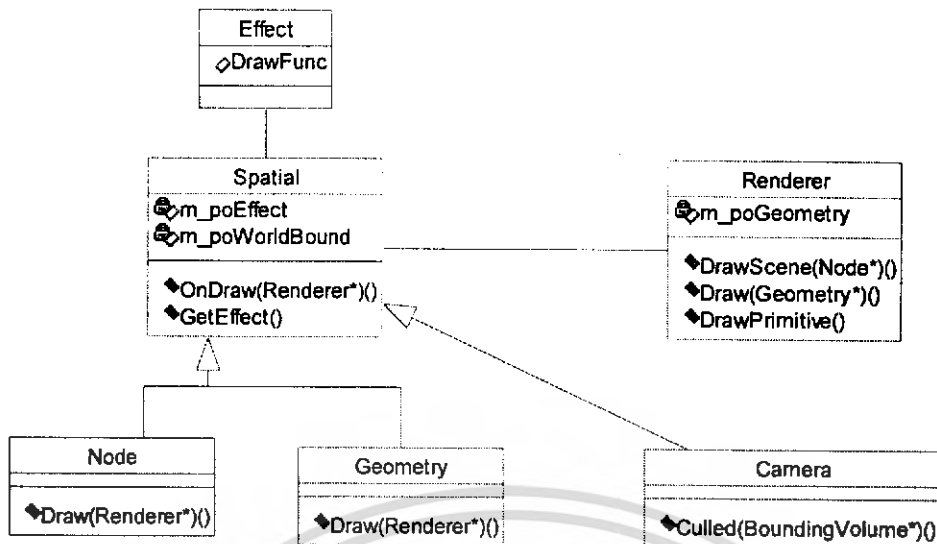 Effect
DrawFunc
Spatial
m_poEffect
m_poWorldBound
OnDraw(Renderer*)()
GetEffect()
Renderer
m_poGeometry
DrawScene(Node*)()
Draw(Geometry*)()
DrawPrimitive()
Node
Draw(Renderer*)()
Geometry
Draw(Renderer*)()
Camera
Culled(BoundingVolume*)()